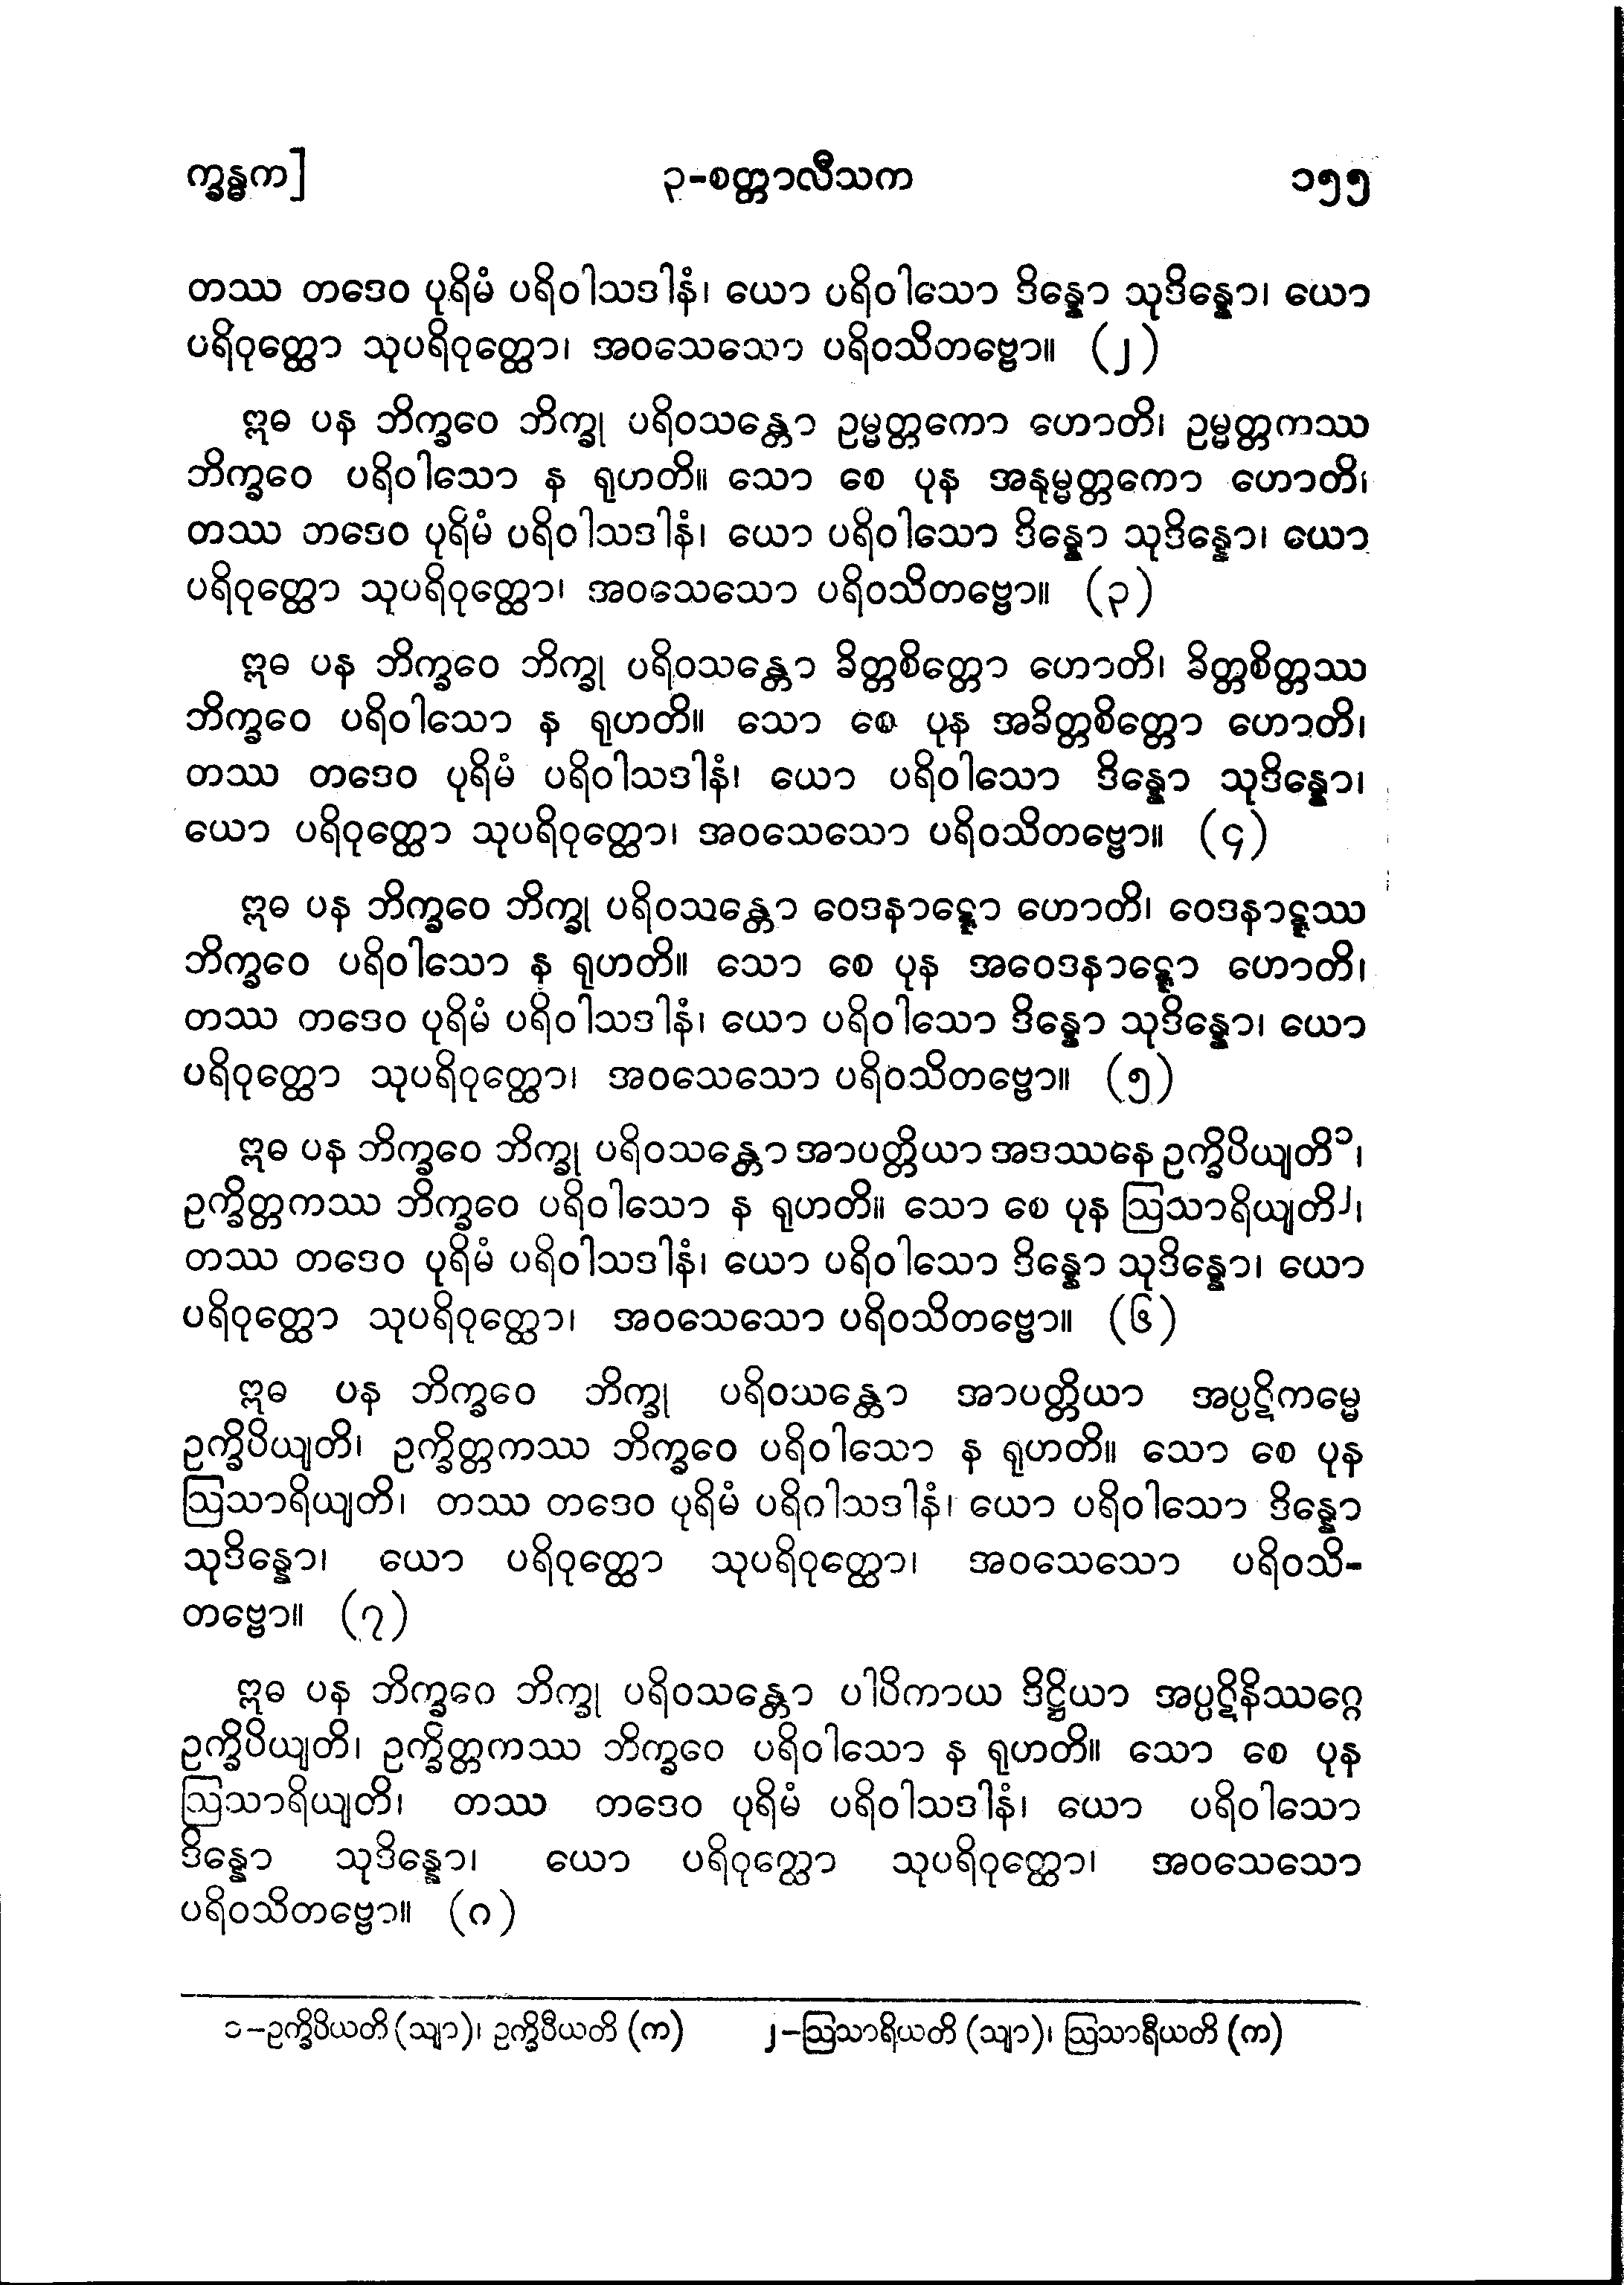 က္ခန္ဓက]
၃-စတ္တာလီသက
၁၅၅
တဿ တဒေဝ ပုရိမံ ပရိဝါသဒါနံ၊ ယော ပရိဝါသော ဒိန္နော သုဒိန္နော၊ ယော
ပရိဝုတ္ထော သုပရိဝုတ္ထော၊ အဝသေသော ပရိဝသိတဗ္ဗော။ (၂)
ဣဓ ပန ဘိက္ခဝေ ဘိက္ခု ပရိဝသန္တော ဥမ္မတ္တကော ဟောတိ၊ ဥမ္မတ္တကဿ
ဘိက္ခဝေ ပရိဝါသော န ရုဟတိ။ သော စေ ပုန အနုမ္မတ္တကော ဟောတိ၊
တဿ တဒေဝ ပုရိမံ ပရိဝါသဒါနံ၊ ယော ပရိဝါသော ဒိန္နော သုဒိန္နော၊ ယော
ပရိဝုတ္ထော သုပရိဝုတ္ထော၊ အဝသေသော ပရိဝသိတဗ္ဗော။ (၃)
ဣဓ ပန ဘိက္ခဝေ ဘိက္ခု ပရိဝသန္တော ခိတ္တစိတ္တော ဟောတိ၊ ခိတ္တစိတ္တဿ
ဘိက္ခဝေ ပရိဝါသော န ရုဟတိ။ သော စေ ပုန အခိတ္တစိတ္တော ဟောတိ၊
တဿ တဒေဝ ပုရိမံ ပရိဝါသဒါနံ၊ ယော ပရိဝါသော ဒိန္နော သုဒိန္နော၊
ယော ပရိဝုတ္ထော သုပရိဝုတ္ထော၊ အဝသေသော ပရိဝသိတဗ္ဗော။ (၄)
ဣဓ ပန ဘိက္ခဝေ ဘိက္ခု ပရိဝသန္တော ဝေဒနာဋ္ဋော ဟောတိ၊ ဝေဒနာဋ္ဋဿ
ဘိက္ခဝေ ပရိဝါသော န ရုဟတိ။ သော စေ ပုန အဝေဒနာဋ္ဋော ဟောတိ၊
တဿ တဒေဝ ပုရိမံ ပရိဝါသဒါနံ၊ ယော ပရိဝါသော ဒိန္နော သုဒိန္နော၊ ယော
ပရိဝုတ္ထော သုပရိဝုတ္ထော၊ အဝသေသော ပရိဝသိတဗ္ဗော။ (၅)
ဣဓ ပန ဘိက္ခဝေ ဘိက္ခု ပရိဝသန္တော အာပတ္တိယာ အဒဿနေ ဥက္ခိပိယျတိ၁၊
ဥက္ခိတ္တကဿ ဘိက္ခဝေ ပရိဝါသော န ရုဟတိ။ သော စေ ပုန ဩသာရိယျတိ၂၊
တဿ တဒေဝ ပုရိမံ ပရိဝါသဒါနံ၊ ယော ပရိဝါသော ဒိန္နော သုဒိန္နော၊ ယော
ပရိဝုတ္ထော သုပရိဝုတ္ထော၊ အဝသေသော ပရိဝသိတဗ္ဗော။ (၆)
ဣဓ ပန ဘိက္ခဝေ ဘိက္ခု ပရိဝသန္တော အာပတ္တိယာ အပ္ပဋိကမ္မေ
ဥက္ခိပိယျတိ၊ ဥက္ခိတ္တကဿ ဘိက္ခဝေ ပရိဝါသော န ရုဟတိ။ သော စေ ပုန
ဩသာရိယျတိ၊ တဿ တဒေဝ ပုရိမံ ပရိဝါသဒါနံ၊ ယော ပရိဝါသော ဒိန္နော
သုဒိန္နော၊ ယော ပရိဝုတ္ထော သုပရိဝုတ္ထော၊ အဝသေသော ပရိဝသိ-
တဗ္ဗော။ (၇)
ဣဓ ပန ဘိက္ခဝေ ဘိက္ခု ပရိဝသန္တော ပါပိကာယ ဒိဋ္ဌိယာ အပ္ပဋိနိဿဂ္ဂေ
ဥက္ခိပိယျတိ၊ ဥက္ခိတ္တကဿ ဘိက္ခဝေ ပရိဝါသော န ရုဟတိ။ သော စေ ပုန
ဩသာရိယျတိ၊ တဿ တဒေဝ ပုရိမံ ပရိဝါသဒါနံ၊ ယော ပရိဝါသော
ဒိန္နော သုဒိန္နော၊ ယော ပရိဝုတ္ထော သုပရိဝုတ္ထော၊ အဝသေသော
ပရိဝသိတဗ္ဗော။ (၈)
၁-ဥက္ခိပိယတိ (သျာ)၊ ဥက္ခိပီယတိ (က) ၂-ဩသာရိယတိ (သျာ)၊ ဩသာရီယတိ (က)